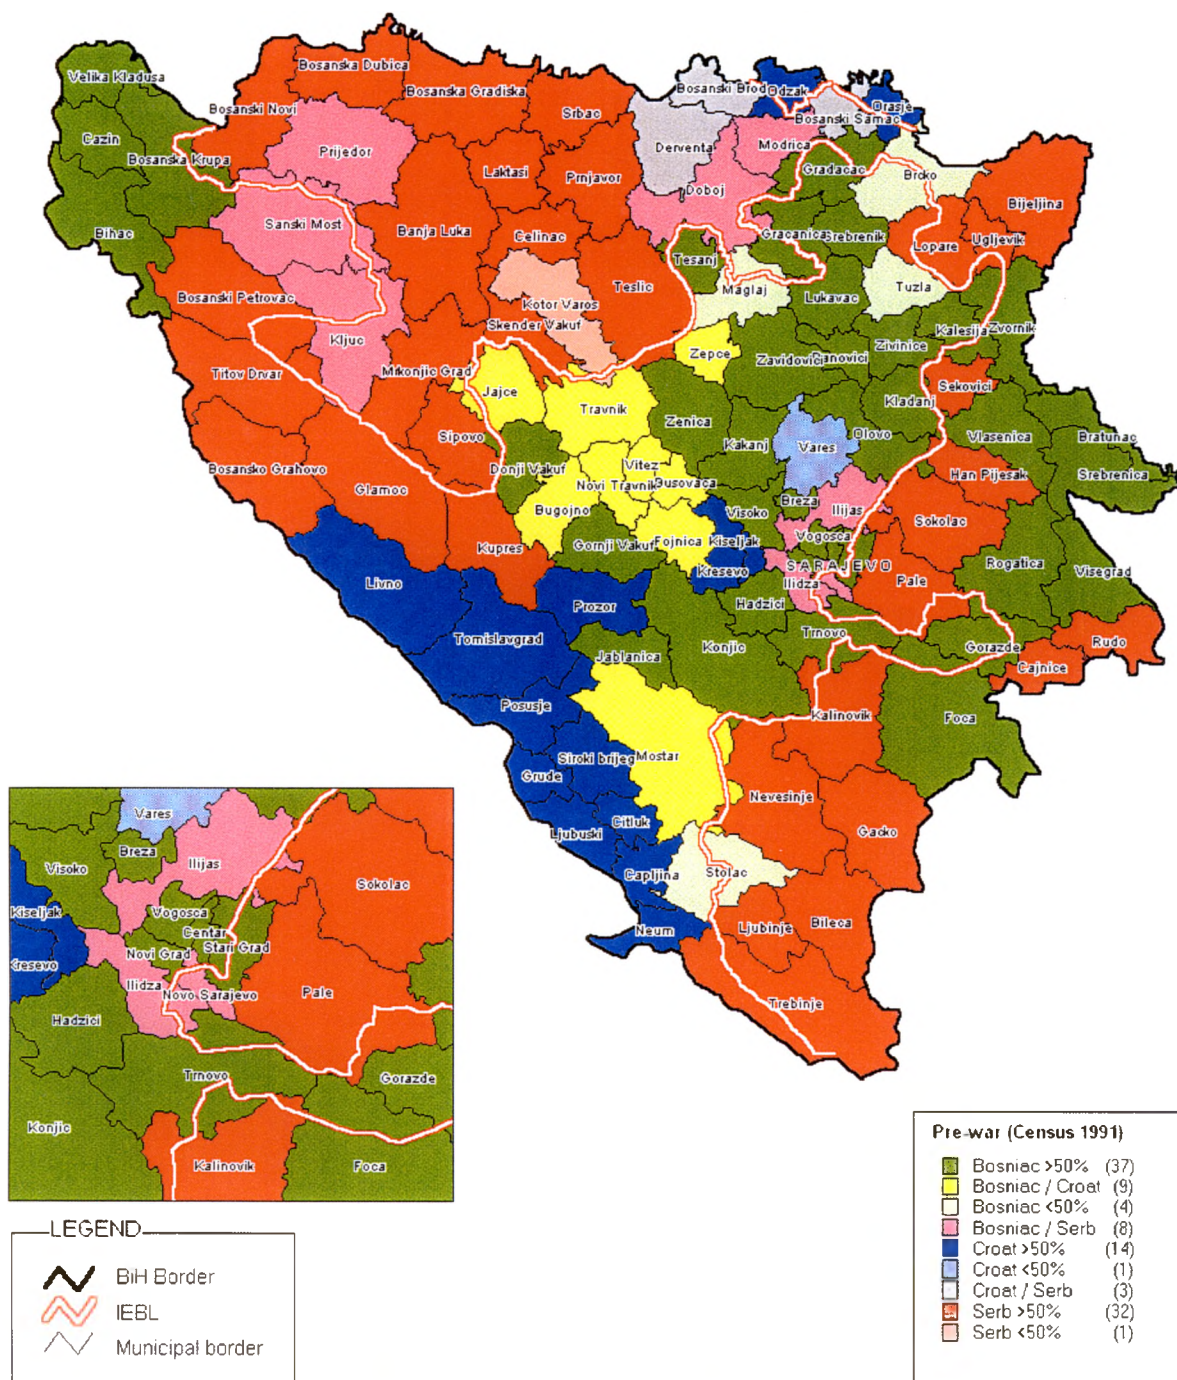 Velika Kladusa
Bosanska Dubica
Bosanska Gradiska
Bosanski Brod
Odzak
Orasje
Bosanski Samac
Bosanski Novi
Srbac
Cazin
Bosanska Krupa
Prijedor
Derventa
Modrica
Laktasi
Prnjavor
Doboj
Gradacac
Brcko
Bijeljina
Bihac
Sanski Most
Banja Luka
Celinac
Gracanica
Srebrenik
Lopare
Ugljevik
Tesanj
Bosanski Petrovac
Kotor Varos
Teslic
Maglaj
Lukavac
Tuzla
Skender Vakuf
Kljuc
Kalesija
Zvornik
Zivinice
Zepce
Zavidovici
Banovici
Titov Drvar
Mrkonjic Grad
Jajce
Sekovici
Travnik
Kladanj
Zenica
Sipovo
Kakanj
Vares
Olovo
Vlasenica
Bratunac
Donji Vakuf
Vitez
Busovaca
Novi Travnik
Bosansko Grahovo
Glamoc
Han Pijesak
Srebrenica
Breza
Bugojno
Visoko
Ilijas
Sokolac
Kupres
Gornji Vakuf
Fojnica
Kiseljak
Vogosca
SARAJEVO
Rogatica
Visegrad
Livno
Kresevo
Ilidza
Pale
Prozor
Hadzici
Tomislavgrad
Trnovo
Gorazde
Rudo
Jablanica
Konjic
Cajnice
Posusje
Kalinovik
Foca
Siroki brijeg
Mostar
Grude
Nevesinje
Ljubuski
Citluk
Gacko
Capljina
Stolac
Neum
Ljubinje
Bileca
Trebinje
Vares
Breza
Visoko
Ilijas
Sokolac
Kiseljak
Vogosca
Centar
Stari Grad
Kresevo
Novi Grad
Ilidza
Novo Sarajevo
Pale
Hadzici
Trnovo
Gorazde
Konjic
Kalinovik
Foca
LEGEND
BiH Border
IEBL
Municipal border
Pre-war (Census 1991)
Bosniac >50% (37)
Bosniac / Croat (9)
Bosniac <50% (4)
Bosniac / Serb (8)
Croat >50% (14)
Croat <50% (1)
Croat / Serb (3)
Serb >50% (32)
Serb <50% (1)